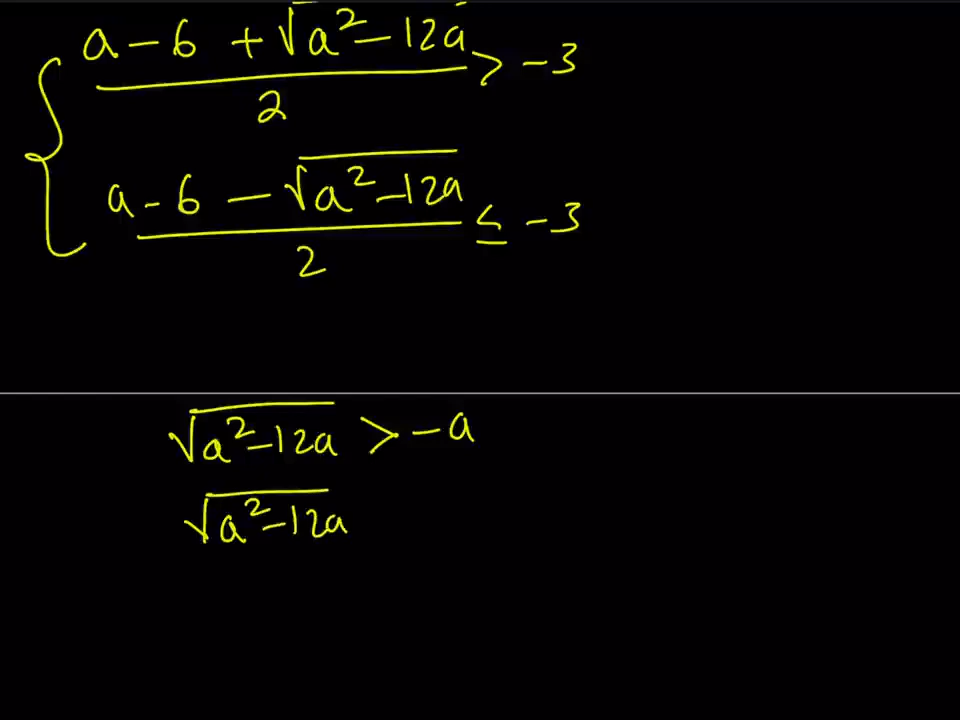 a - 6 + √a² - 12a
2
> -3
a - 6 - √a² - 12a
2
≤ -3
√a² - 12a > -a
√a² - 12a